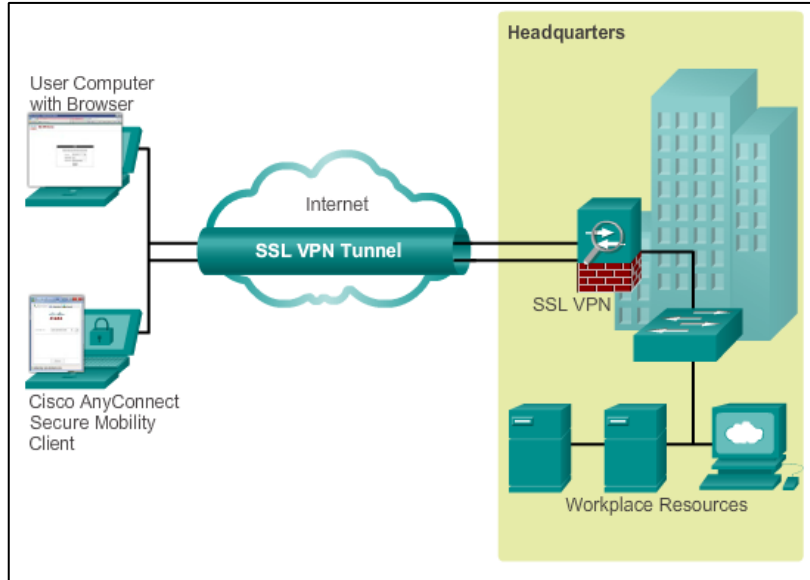 Headquarters
User Computer
with Browser
Internet
SSL VPN Tunnel
SSL VPN
Cisco AnyConnect
Secure Mobility
Client
Workplace Resources